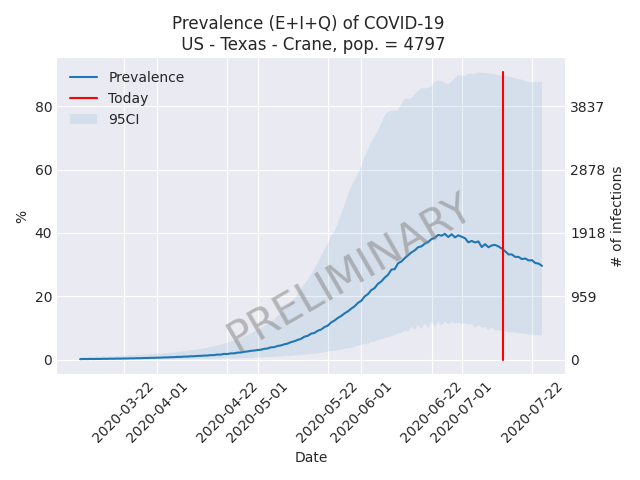 Prevalence (E+I+Q) of COVID-19
US - Texas - Crane, pop. = 4797
Prevalence
Today
95CI
PRELIMINARY
%
80
60
40
20
0
# of infections
3837
2878
1918
959
0
2020-03-22
2020-04-01
2020-04-22
2020-05-01
2020-05-22
2020-06-01
2020-06-22
2020-07-01
2020-07-22
Date